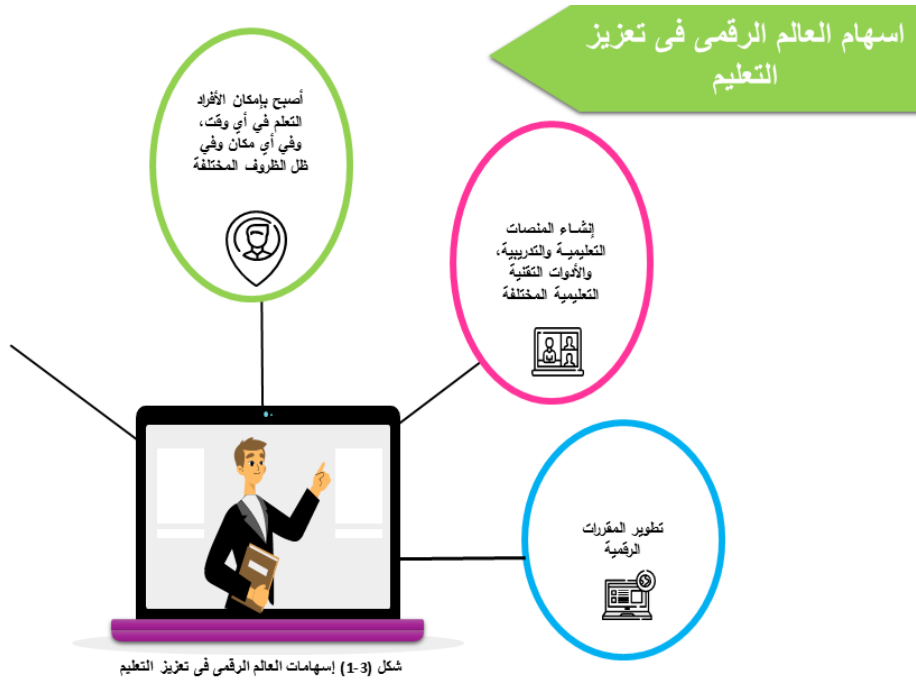 اسهام العالم الرقمى فى تعزيز
التعليم
أصبح بإمكان الأفراد
التعلم في أي وقت،
وفي أي مكان وفي
ظل الظروف المختلفة
إنشـاء المنصات
التعليميـة والتدريبية،
والأدوات التقنية
التعليمية المختلفة
تطوير المقررات
الرقمية
شكل (3-1) إسهامات العالم الرقمى فى تعزيز التعليم